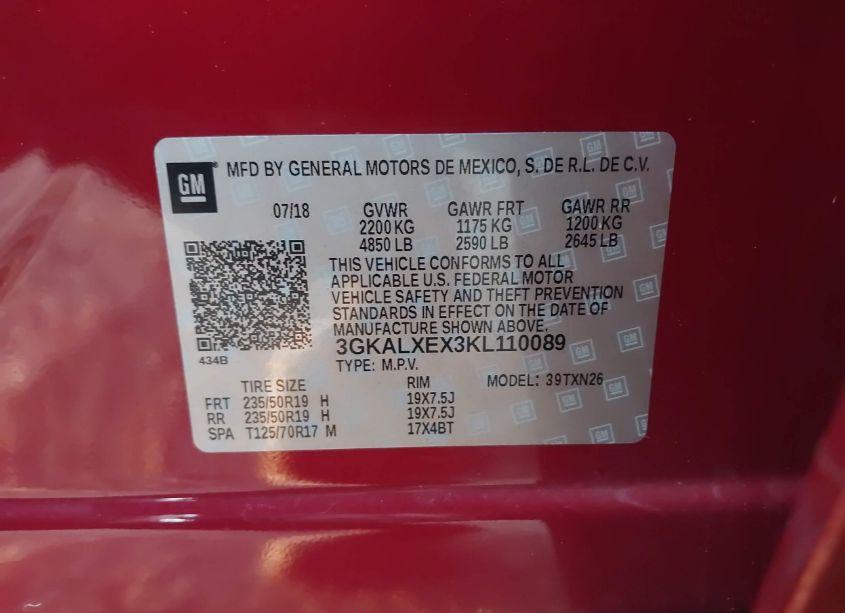 GM
MFD BY GENERAL MOTORS DE MEXICO, S. DE R.L. DE C.V.
07/18 GVWR GAWR FRT GAWR RR
2200 KG 1175 KG 1200 KG
4850 LB 2590 LB 2645 LB
THIS VEHICLE CONFORMS TO ALL
APPLICABLE U.S. FEDERAL MOTOR
VEHICLE SAFETY AND THEFT PREVENTION
STANDARDS IN EFFECT ON THE DATE OF
MANUFACTURE SHOWN ABOVE.
434B
3GKALXEX3KL110089
TYPE: M.P.V. MODEL: 39TXN26
TIRE SIZE RIM
FRT 235/50R19 H 19X7.5J
RR 235/50R19 H 19X7.5J
SPA T125/70R17 M 17X4BT